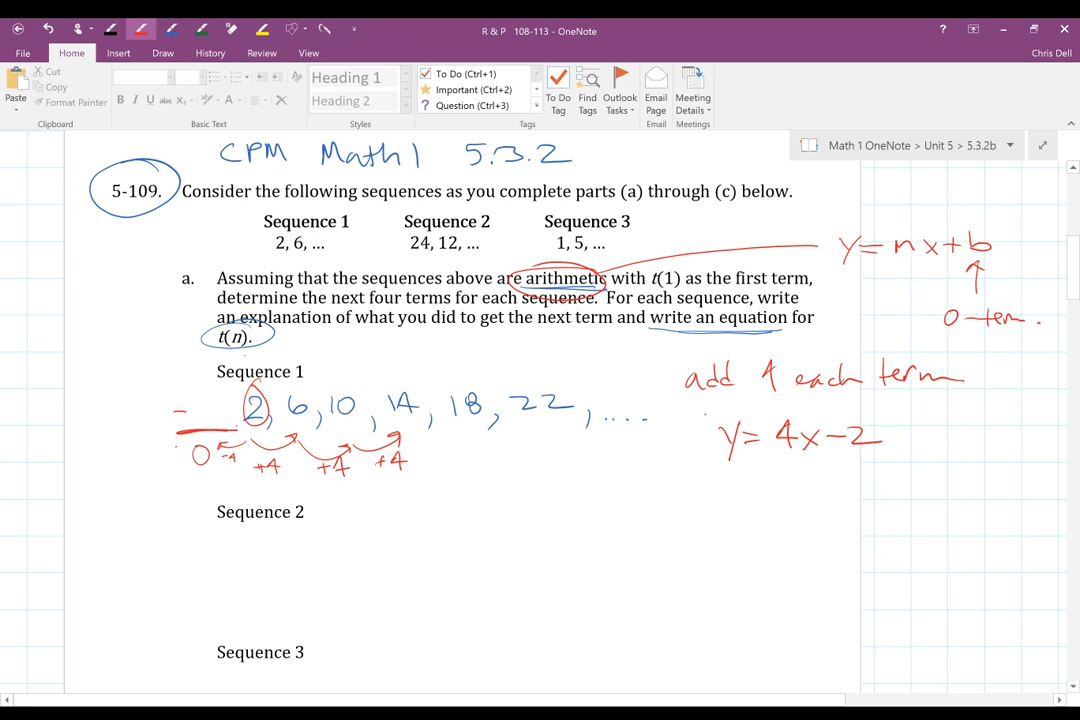 R & P 108-113 - OneNote
File Home Insert Draw History Review View Chris Dell
Paste Cut Copy Format Painter
Clipboard
B I U abc
Basic Text
Heading 1
Heading 2
Styles
To Do (Ctrl+1)
Important (Ctrl+2)
Question (Ctrl+3)
To Do Tag
Find Tags
Outlook Tasks
Tags
Email Page
Email
Meeting Details
Meetings
Math 1 OneNote > Unit 5 > 5.3.2b
CPM Math 1 5.3.2
5-109. Consider the following sequences as you complete parts (a) through (c) below.
Sequence 1 Sequence 2 Sequence 3
2, 6, ... 24, 12, ... 1, 5, ...
y = mx + b
0-term.
a. Assuming that the sequences above are arithmetic with t(1) as the first term,
determine the next four terms for each sequence. For each sequence, write
an explanation of what you did to get the next term and write an equation for
t(n).
Sequence 1
add 4 each term
2, 6, 10, 14, 18, 22, ....
y = 4x - 2
-
0 -4 +4 +4 +4
Sequence 2
Sequence 3